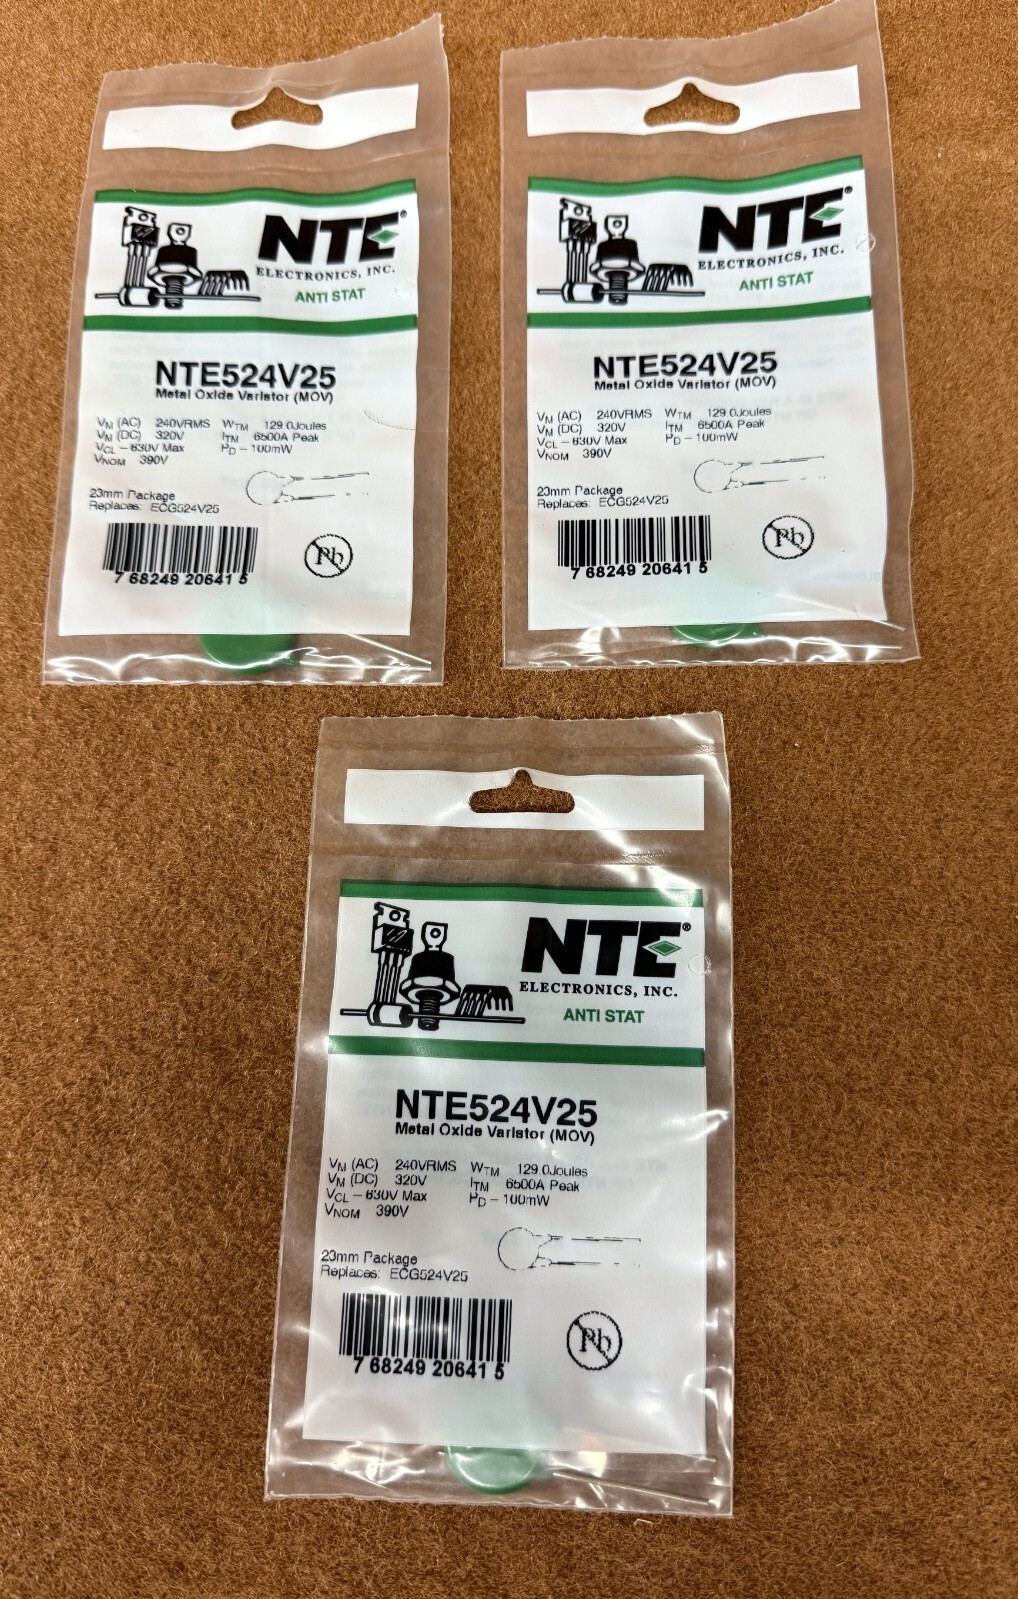 NTE®
ELECTRONICS, INC.
ANTI STAT
NTE524V25
Metal Oxide Varistor (MOV)
VM (AC) 240VRMS WTM 129.0Joules
VM (DC) 320V ITM 6500A Peak
VCL – 630V Max PD – 100mW
VNOM 390V
23mm Package
Replaces: ECG524V25
Pb
7 68249 20641 5
NTE®
ELECTRONICS, INC.
ANTI STAT
NTE524V25
Metal Oxide Varistor (MOV)
VM (AC) 240VRMS WTM 129.0Joules
VM (DC) 320V ITM 6500A Peak
VCL – 630V Max PD – 100mW
VNOM 390V
23mm Package
Replaces: ECG524V25
Pb
7 68249 20641 5
NTE®
ELECTRONICS, INC.
ANTI STAT
NTE524V25
Metal Oxide Varistor (MOV)
VM (AC) 240VRMS WTM 129.0Joules
VM (DC) 320V ITM 6500A Peak
VCL – 630V Max PD – 100mW
VNOM 390V
23mm Package
Replaces: ECG524V25
Pb
7 68249 20641 5